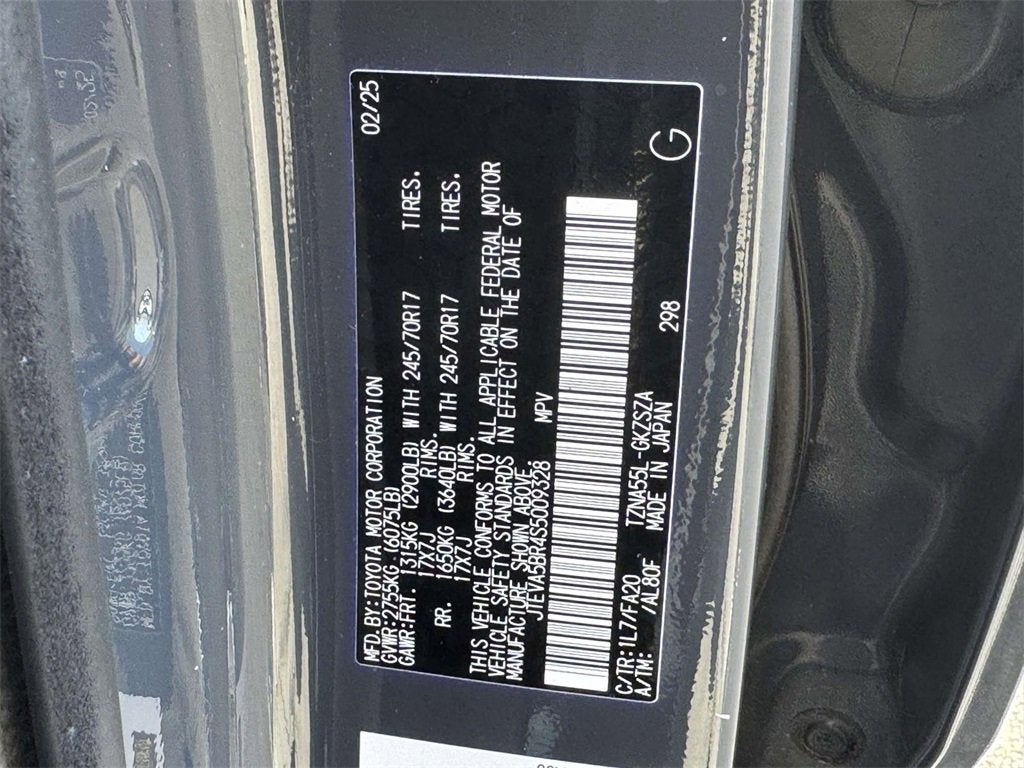 MFD.BY:TOYOTA MOTOR CORPORATION 02/25
GVWR:2755KG (6075LB)
GAWR:FRT. 1315KG (2900LB) WITH 245/70R17 TIRES.
17X7J RIMS.
RR. 1650KG (3640LB) WITH 245/70R17 TIRES.
17X7J RIMS.
THIS VEHICLE CONFORMS TO ALL APPLICABLE FEDERAL MOTOR
VEHICLE SAFETY STANDARDS IN EFFECT ON THE DATE OF
MANUFACTURE SHOWN ABOVE.
JTEVA5BR4S5009328 MPV
C/TR:1L7/FA20 TZNA55L-GKZSZA
A/TM: /AL80F MADE IN JAPAN 298
G